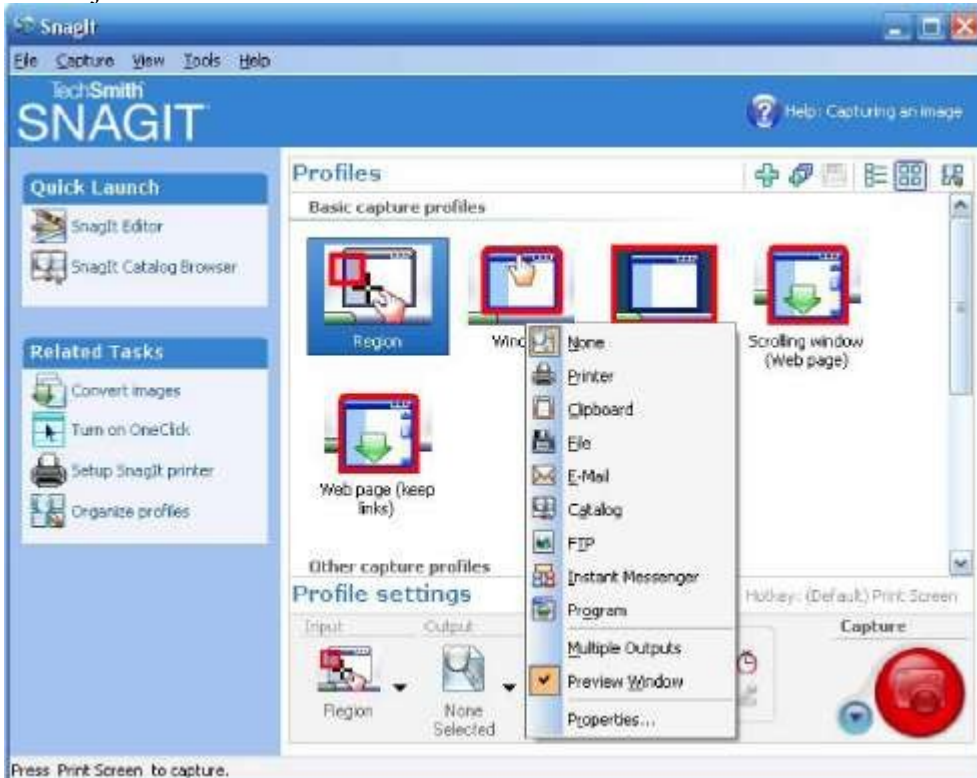 SnagIt
File Capture View Tools Help
TechSmith
SNAGIT
Help: Capturing an image
Quick Launch
SnagIt Editor
SnagIt Catalog Browser
Related Tasks
Convert images
Turn on OneClick
Setup SnagIt printer
Organize profiles
Profiles
Basic capture profiles
Region
Wind
Scrolling window
(Web page)
Web page (keep
links)
Other capture profiles
None
Printer
Clipboard
File
E-Mail
Catalog
FTP
Instant Messenger
Program
Multiple Outputs
Preview Window
Properties...
Profile settings
Hotkey: (Default) Print Screen
Input
Output
Capture
Region
None
Selected
Press Print Screen to capture.